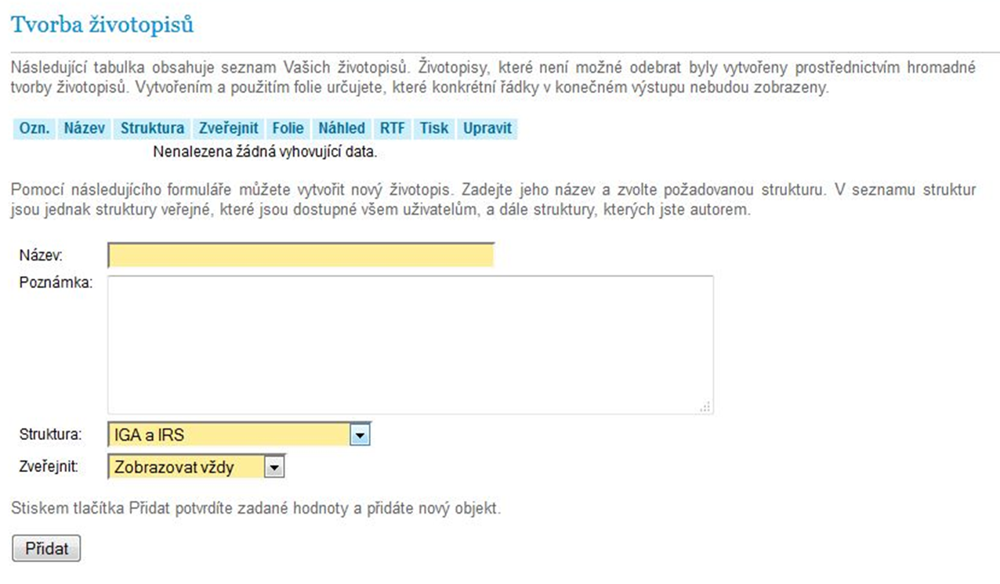 Tvorba životopisů
Následující tabulka obsahuje seznam Vašich životopisů. Životopisy, které není možné odebrat byly vytvořeny prostřednictvím hromadné
tvorby životopisů. Vytvořením a použitím folie určujete, které konkrétní řádky v konečném výstupu nebudou zobrazeny.
Ozn. Název Struktura Zveřejnit Folie Náhled RTF Tisk Upravit
Nenalezena žádná vyhovující data.
Pomocí následujícího formuláře můžete vytvořit nový životopis. Zadejte jeho název a zvolte požadovanou strukturu. V seznamu struktur
jsou jednak struktury veřejné, které jsou dostupné všem uživatelům, a dále struktury, kterých jste autorem.
Název:
Poznámka:
Struktura: IGA a IRS
Zveřejnit: Zobrazovat vždy
Stiskem tlačítka Přidat potvrdíte zadané hodnoty a přidáte nový objekt.
Přidat